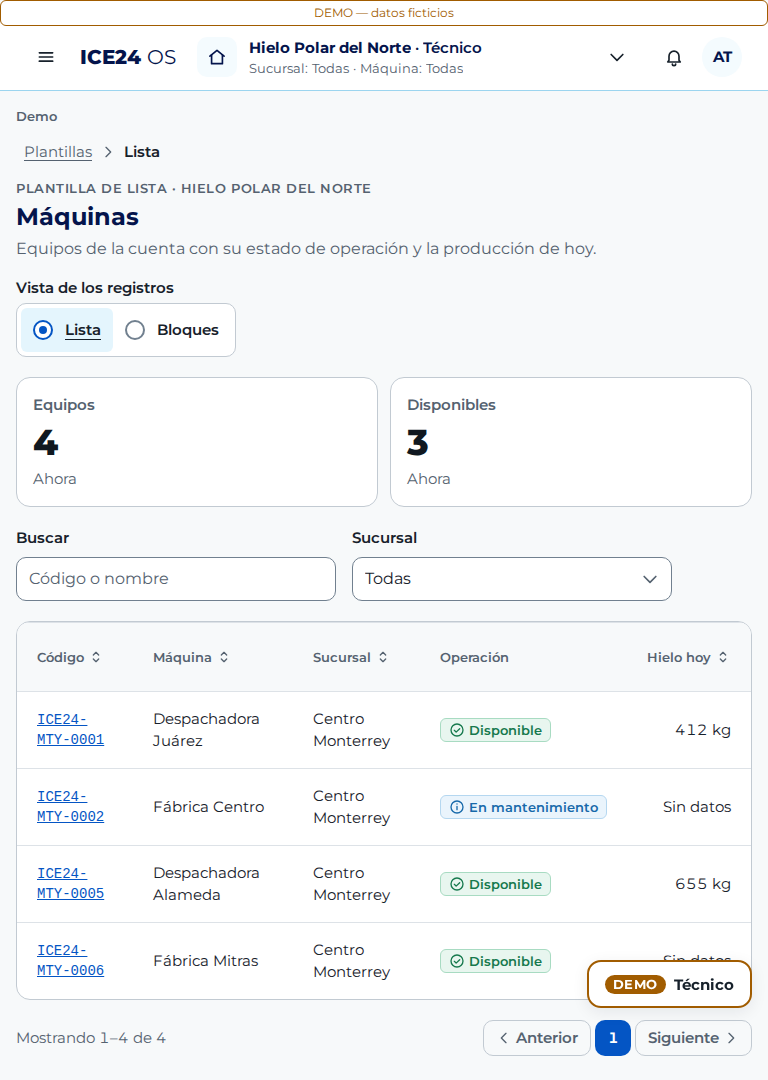 DEMO — datos ficticios
ICE24 OS
Hielo Polar del Norte · Técnico
Sucursal: Todas · Máquina: Todas
AT
Demo
Plantillas > Lista
PLANTILLA DE LISTA · HIELO POLAR DEL NORTE
Máquinas
Equipos de la cuenta con su estado de operación y la producción de hoy.
Vista de los registros
Lista Bloques
Equipos
4
Ahora
Disponibles
3
Ahora
Buscar
Código o nombre
Sucursal
Todas
Código Máquina Sucursal Operación Hielo hoy
ICE24-
MTY-0001
Despachadora
Juárez
Centro
Monterrey
Disponible
412 kg
ICE24-
MTY-0002
Fábrica Centro
Centro
Monterrey
En mantenimiento
Sin datos
ICE24-
MTY-0005
Despachadora
Alameda
Centro
Monterrey
Disponible
655 kg
ICE24-
MTY-0006
Fábrica Mitras
Centro
Monterrey
Disponible
Sin datos
DEMO Técnico
Mostrando 1–4 de 4
Anterior 1 Siguiente